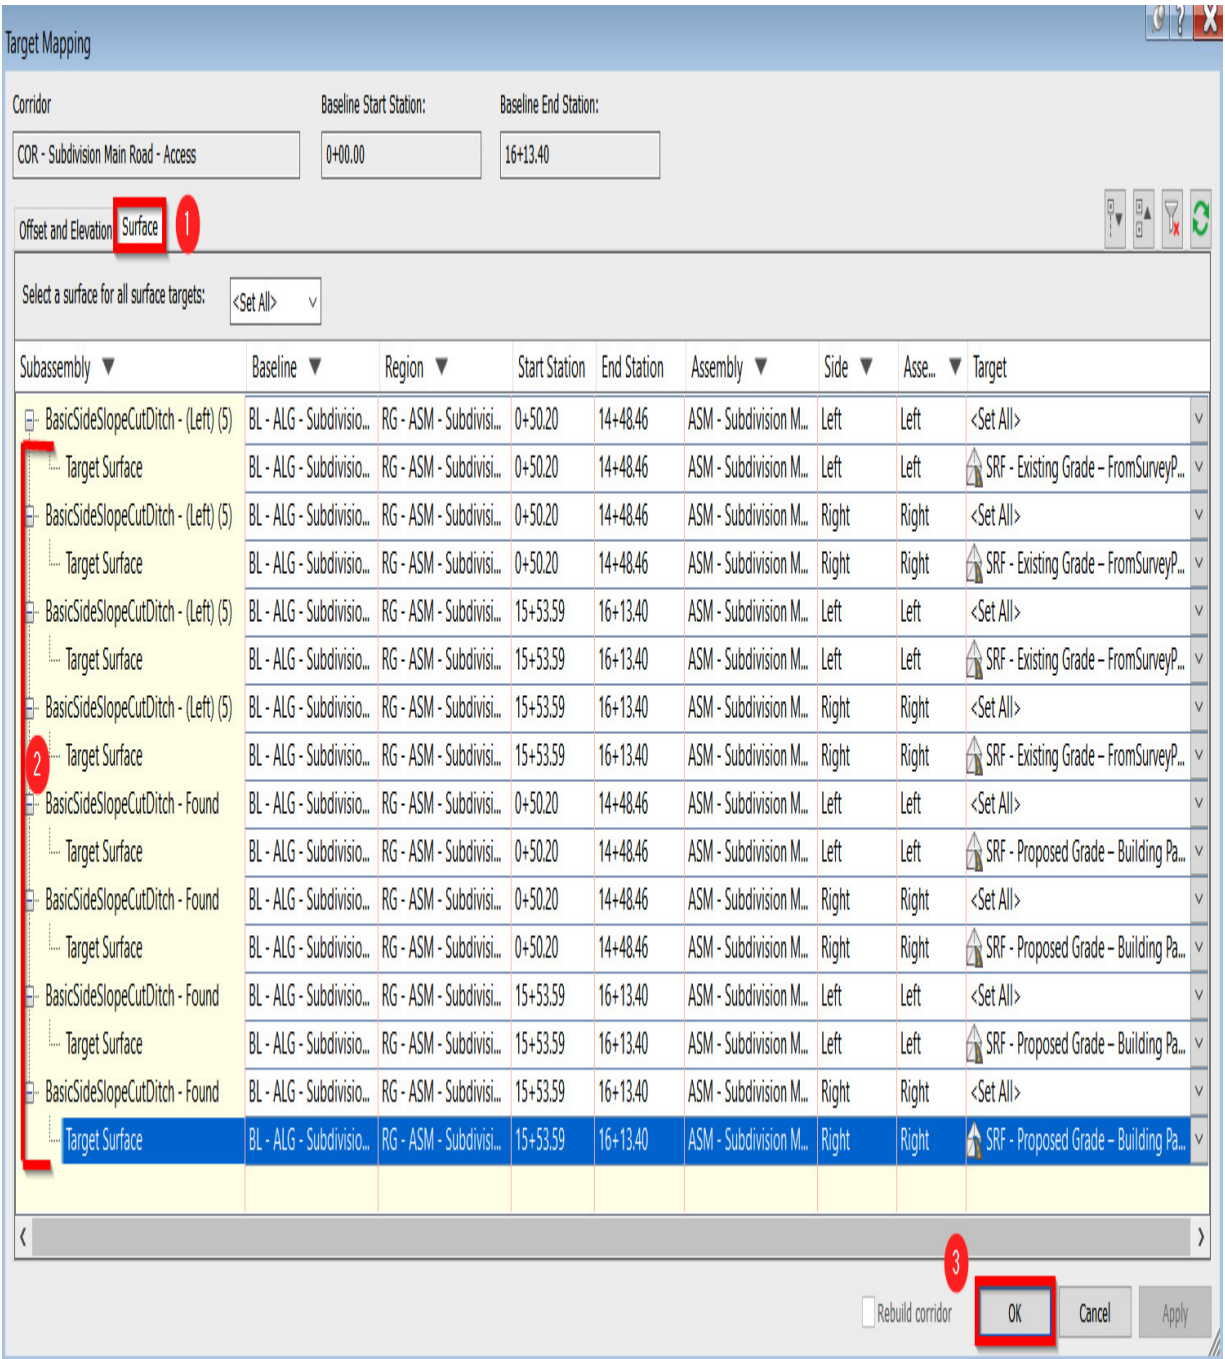 Target Mapping
Corridor Baseline Start Station: Baseline End Station:
COR - Subdivision Main Road - Access 0+00.00 16+13.40
Offset and Elevation Surface 1
Select a surface for all surface targets: <Set All>
Subassembly Baseline Region Start Station End Station Assembly Side Asse... Target
BasicSideSlopeCutDitch - (Left) (5) BL - ALG - Subdivisio... RG - ASM - Subdivisi... 0+50.20 14+48.46 ASM - Subdivision M... Left Left <Set All>
Target Surface BL - ALG - Subdivisio... RG - ASM - Subdivisi... 0+50.20 14+48.46 ASM - Subdivision M... Left Left SRF - Existing Grade – FromSurveyP...
BasicSideSlopeCutDitch - (Left) (5) BL - ALG - Subdivisio... RG - ASM - Subdivisi... 0+50.20 14+48.46 ASM - Subdivision M... Right Right <Set All>
Target Surface BL - ALG - Subdivisio... RG - ASM - Subdivisi... 0+50.20 14+48.46 ASM - Subdivision M... Right Right SRF - Existing Grade – FromSurveyP...
BasicSideSlopeCutDitch - (Left) (5) BL - ALG - Subdivisio... RG - ASM - Subdivisi... 15+53.59 16+13.40 ASM - Subdivision M... Left Left <Set All>
Target Surface BL - ALG - Subdivisio... RG - ASM - Subdivisi... 15+53.59 16+13.40 ASM - Subdivision M... Left Left SRF - Existing Grade – FromSurveyP...
BasicSideSlopeCutDitch - (Left) (5) BL - ALG - Subdivisio... RG - ASM - Subdivisi... 15+53.59 16+13.40 ASM - Subdivision M... Right Right <Set All>
2 Target Surface BL - ALG - Subdivisio... RG - ASM - Subdivisi... 15+53.59 16+13.40 ASM - Subdivision M... Right Right SRF - Existing Grade – FromSurveyP...
BasicSideSlopeCutDitch - Found BL - ALG - Subdivisio... RG - ASM - Subdivisi... 0+50.20 14+48.46 ASM - Subdivision M... Left Left <Set All>
Target Surface BL - ALG - Subdivisio... RG - ASM - Subdivisi... 0+50.20 14+48.46 ASM - Subdivision M... Left Left SRF - Proposed Grade – Building Pa...
BasicSideSlopeCutDitch - Found BL - ALG - Subdivisio... RG - ASM - Subdivisi... 0+50.20 14+48.46 ASM - Subdivision M... Right Right <Set All>
Target Surface BL - ALG - Subdivisio... RG - ASM - Subdivisi... 0+50.20 14+48.46 ASM - Subdivision M... Right Right SRF - Proposed Grade – Building Pa...
BasicSideSlopeCutDitch - Found BL - ALG - Subdivisio... RG - ASM - Subdivisi... 15+53.59 16+13.40 ASM - Subdivision M... Left Left <Set All>
Target Surface BL - ALG - Subdivisio... RG - ASM - Subdivisi... 15+53.59 16+13.40 ASM - Subdivision M... Left Left SRF - Proposed Grade – Building Pa...
BasicSideSlopeCutDitch - Found BL - ALG - Subdivisio... RG - ASM - Subdivisi... 15+53.59 16+13.40 ASM - Subdivision M... Right Right <Set All>
Target Surface BL - ALG - Subdivisio... RG - ASM - Subdivisi... 15+53.59 16+13.40 ASM - Subdivision M... Right Right SRF - Proposed Grade – Building Pa...
3
Rebuild corridor OK Cancel Apply